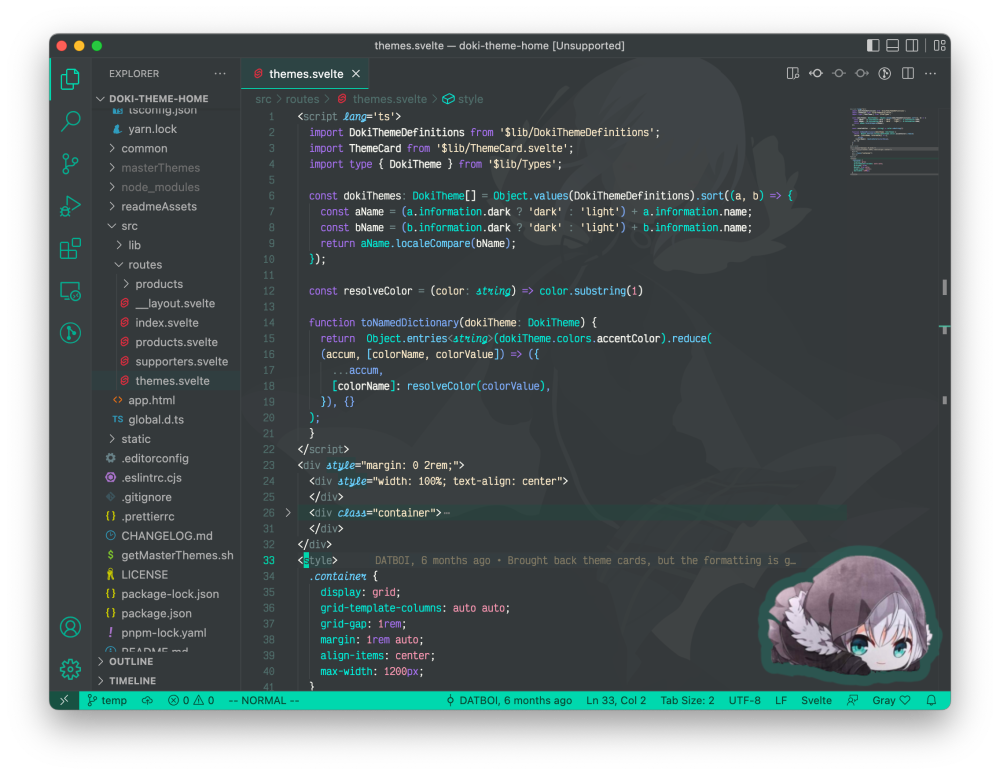 themes.svelte — doki-theme-home [Unsupported]
EXPLORER
DOKI-THEME-HOME
tsconfig.json
yarn.lock
common
masterThemes
node_modules
readmeAssets
src
lib
routes
products
__layout.svelte
index.svelte
products.svelte
supporters.svelte
themes.svelte
app.html
TS global.d.ts
static
.editorconfig
.eslintrc.cjs
.gitignore
{} .prettierrc
CHANGELOG.md
$ getMasterThemes.sh
LICENSE
{} package-lock.json
{} package.json
! pnpm-lock.yaml
README.md
OUTLINE
TIMELINE
themes.svelte
src > routes > themes.svelte > style
1 <script lang='ts'>
2 import DokiThemeDefinitions from '$lib/DokiThemeDefinitions';
3 import ThemeCard from '$lib/ThemeCard.svelte';
4 import type { DokiTheme } from '$lib/Types';
5
6 const dokiThemes: DokiTheme[] = Object.values(DokiThemeDefinitions).sort((a, b) => {
7 const aName = (a.information.dark ? 'dark' : 'light') + a.information.name;
8 const bName = (b.information.dark ? 'dark' : 'light') + b.information.name;
9 return aName.localeCompare(bName);
10 });
11
12 const resolveColor = (color: string) => color.substring(1)
13
14 function toNamedDictionary(dokiTheme: DokiTheme) {
15 return Object.entries<string>(dokiTheme.colors.accentColor).reduce(
16 (accum, [colorName, colorValue]) => ({
17 ...accum,
18 [colorName]: resolveColor(colorValue),
19 }), {}
20 );
21 }
22 </script>
23 <div style="margin: 0 2rem;">
24 <div style="width: 100%; text-align: center">
25 </div>
26 <div class="container">⋯
31 </div>
32 </div>
33 <style> DATBOI, 6 months ago • Brought back theme cards, but the formatting is g…
34 .container {
35 display: grid;
36 grid-template-columns: auto auto;
37 grid-gap: 1rem;
38 margin: 1rem auto;
39 align-items: center;
40 max-width: 1200px;
41 }
temp 0 0 -- NORMAL -- DATBOI, 6 months ago Ln 33, Col 2 Tab Size: 2 UTF-8 LF Svelte Gray ♡